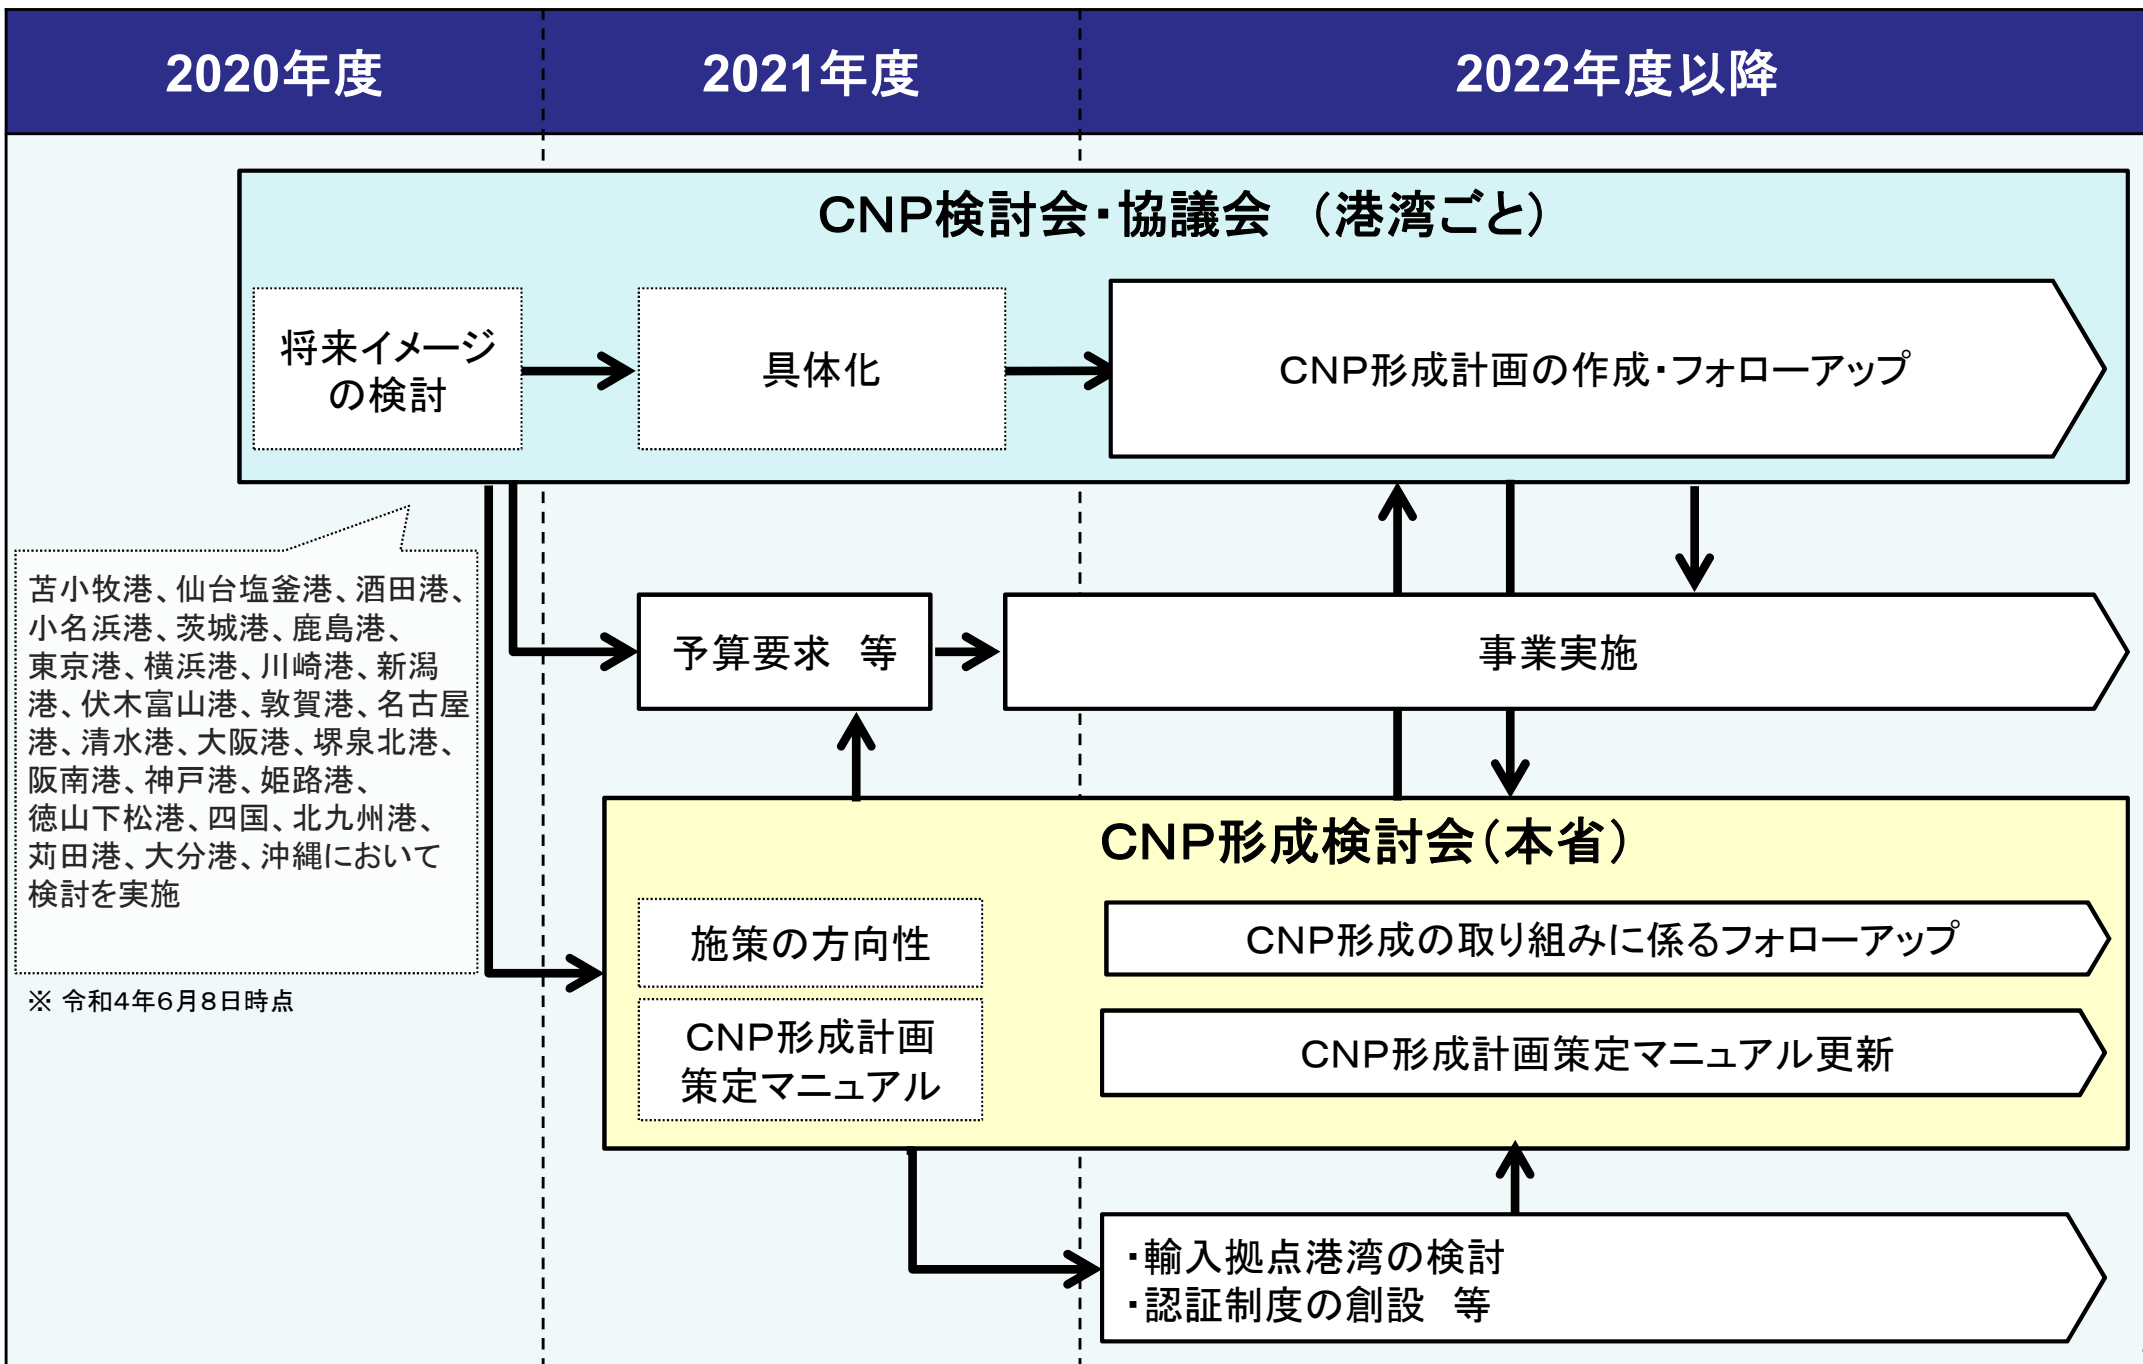 2020年度
2021年度
2022年度以降
CNP検討会・協議会　（港湾ごと）
将来イメージ
の検討
具体化
CNP形成計画の作成・フォローアップ
苫小牧港、仙台塩釜港、酒田港、
小名浜港、茨城港、鹿島港、
東京港、横浜港、川崎港、新潟
港、伏木富山港、敦賀港、名古屋
港、清水港、大阪港、堺泉北港、
阪南港、神戸港、姫路港、
徳山下松港、四国、北九州港、
苅田港、大分港、沖縄において
検討を実施
※ 令和4年6月8日時点
予算要求　等
事業実施
CNP形成検討会（本省）
施策の方向性
CNP形成計画
策定マニュアル
CNP形成の取り組みに係るフォローアップ
CNP形成計画策定マニュアル更新
・輸入拠点港湾の検討
・認証制度の創設　等